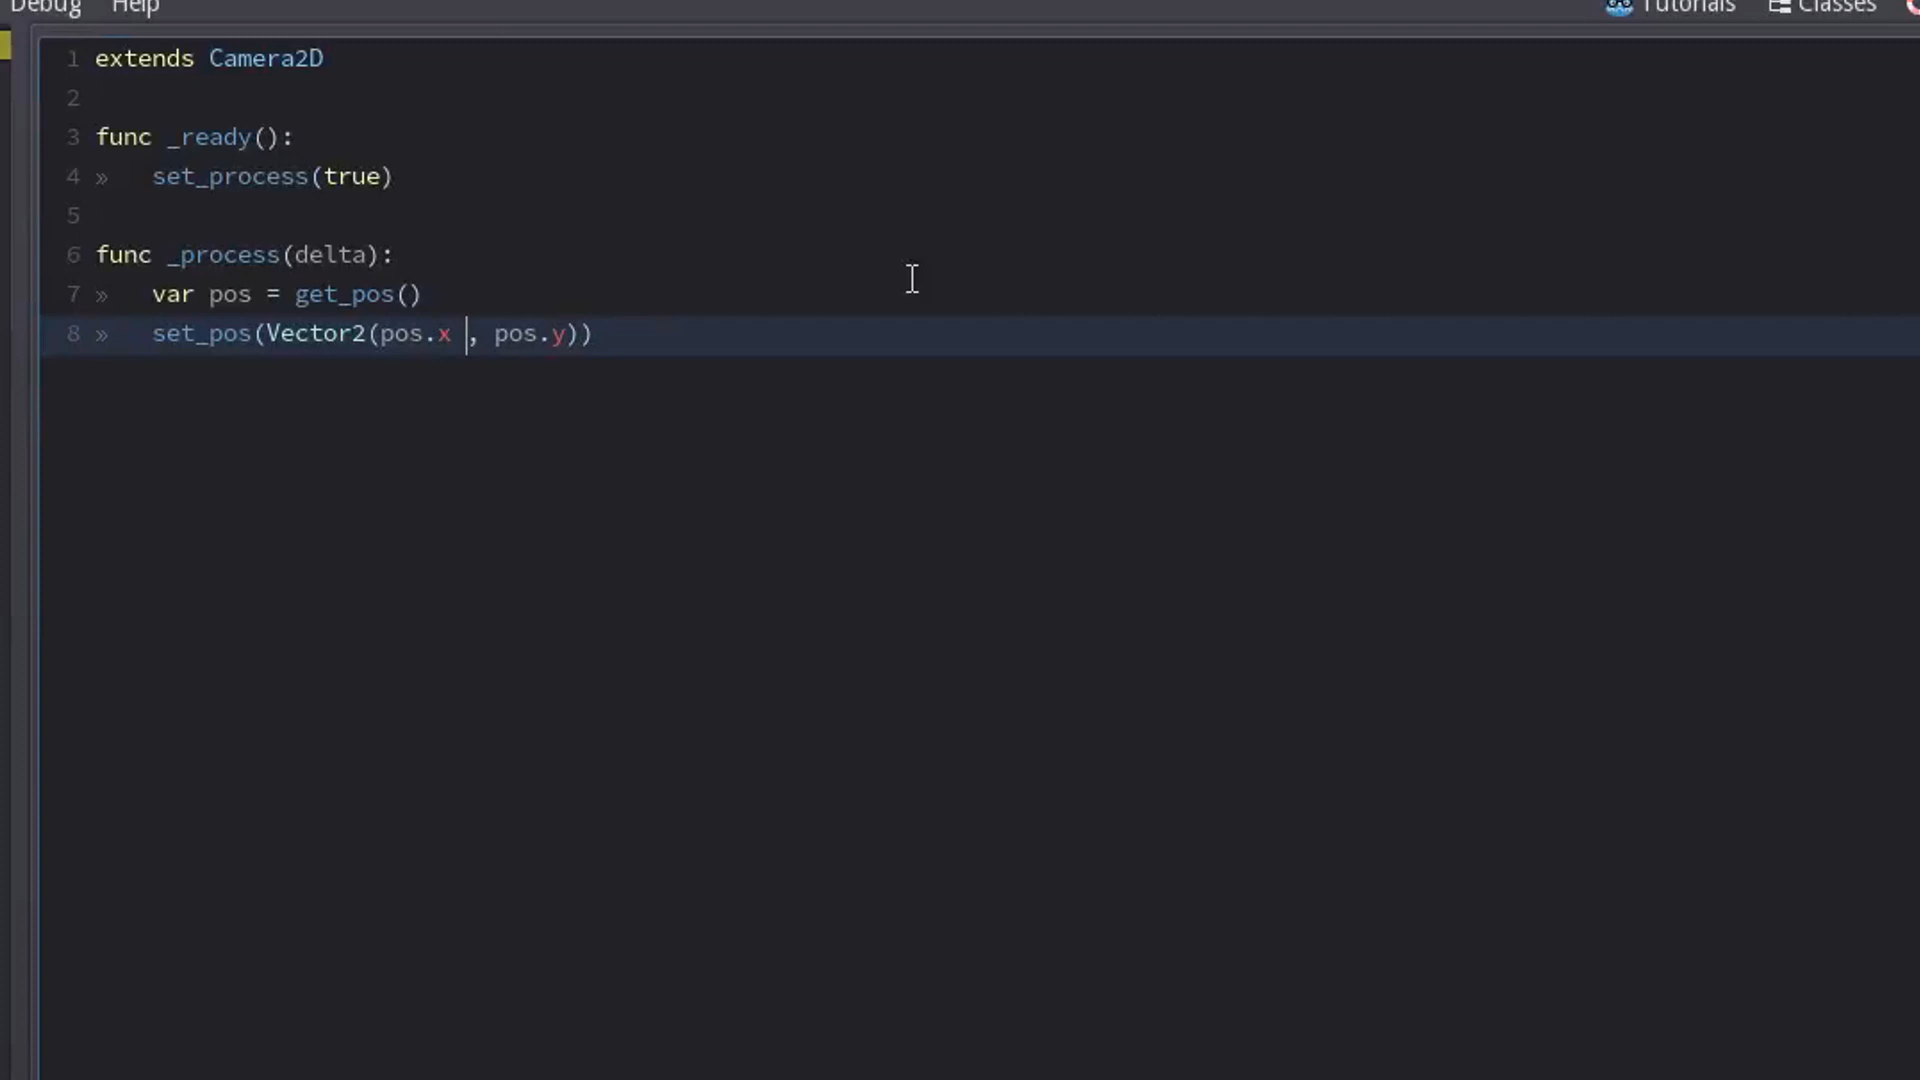 Debug Help Tutorials Classes
1 extends Camera2D
2
3 func _ready():
4 » set_process(true)
5
6 func _process(delta):
7 » var pos = get_pos()
8 » set_pos(Vector2(pos.x , pos.y))